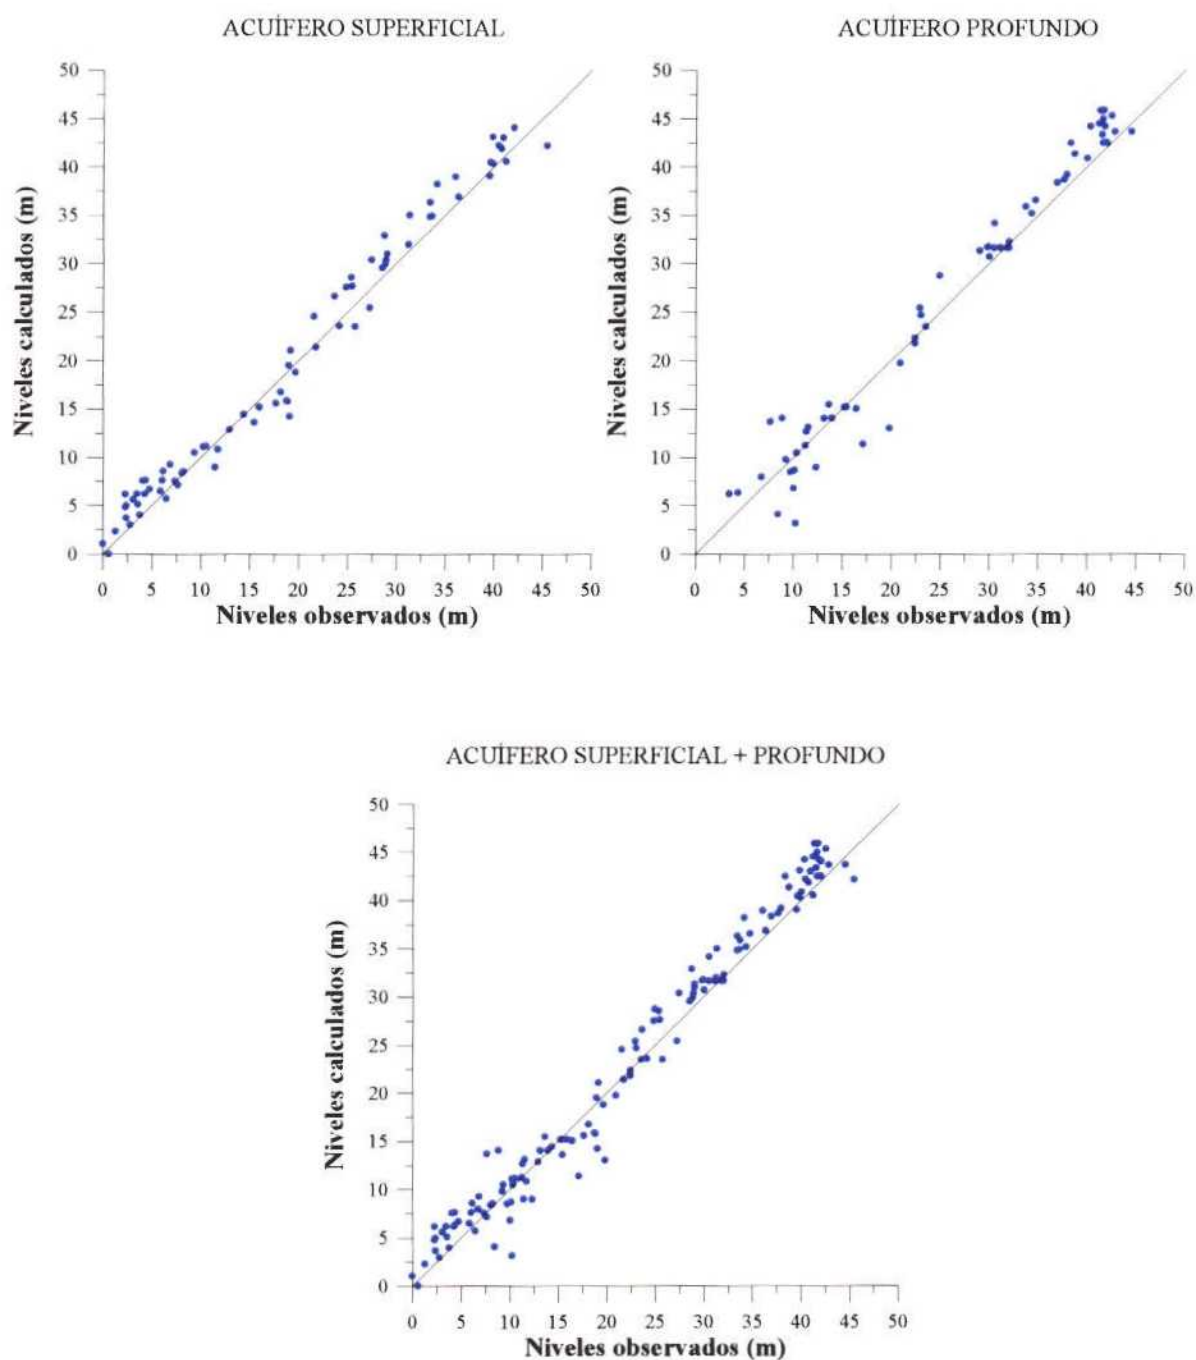 ACUÍFERO SUPERFICIAL
50
45
40
35
30
25
20
15
10
5
0
Niveles calculados (m)
0 5 10 15 20 25 30 35 40 45 50
Niveles observados (m)
ACUÍFERO PROFUNDO
50
45
40
35
30
25
20
15
10
5
0
Niveles calculados (m)
0 5 10 15 20 25 30 35 40 45 50
Niveles observados (m)
ACUÍFERO SUPERFICIAL + PROFUNDO
50
45
40
35
30
25
20
15
10
5
0
Niveles calculados (m)
0 5 10 15 20 25 30 35 40 45 50
Niveles observados (m)